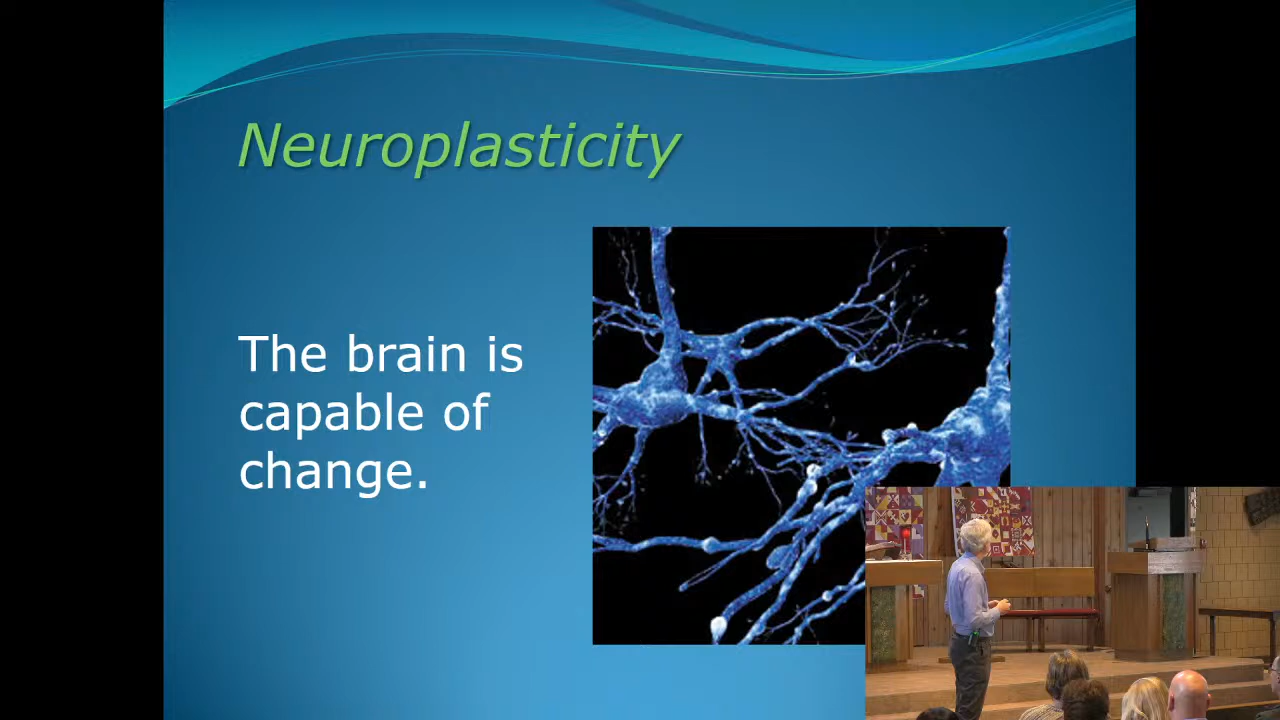 Neuroplasticity
The brain is
capable of
change.